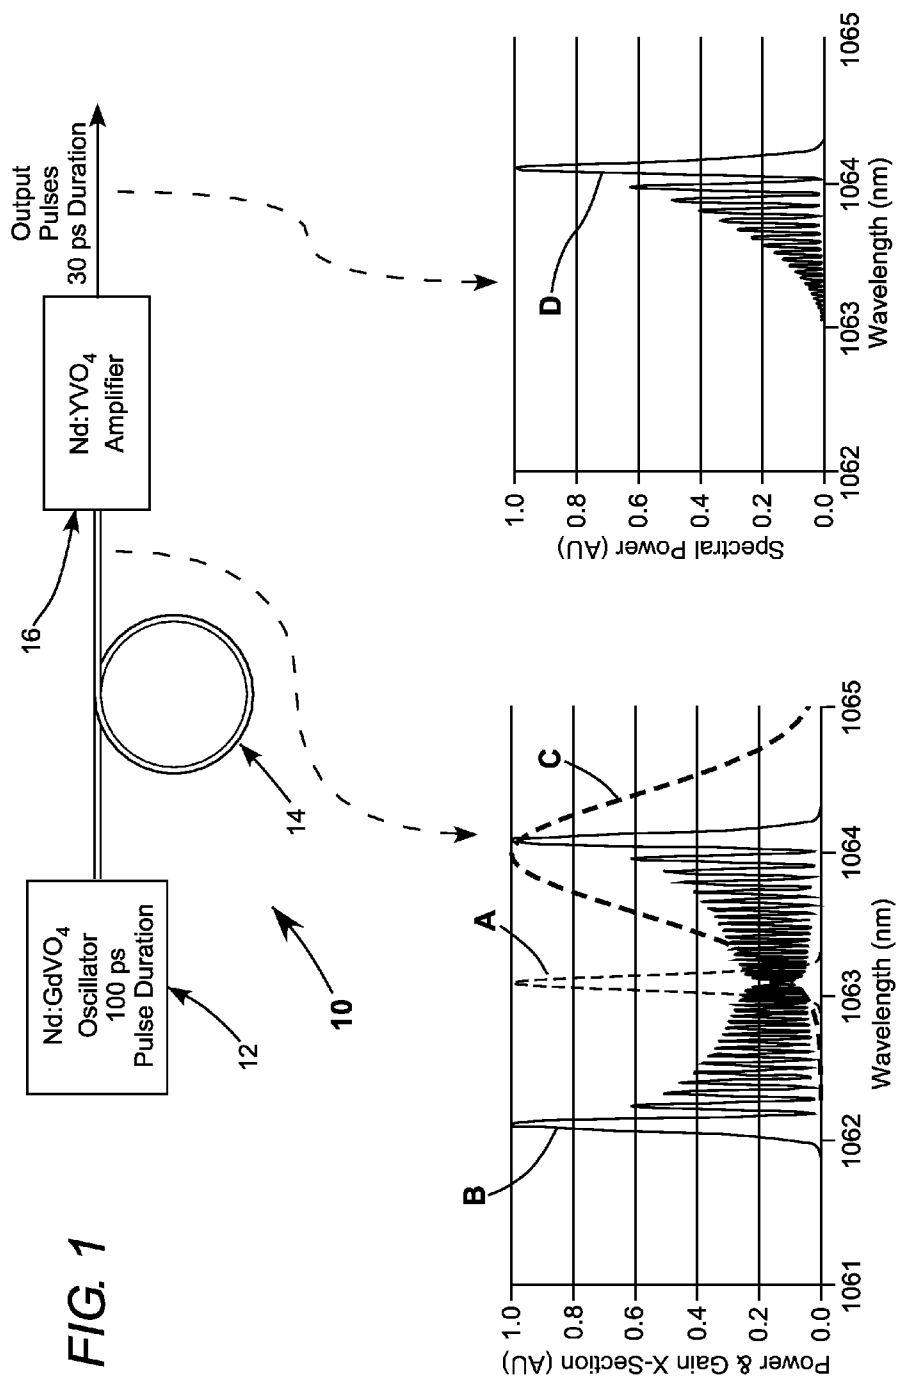 FIG. 1
Nd:GdVO4
Oscillator
100 ps
Pulse Duration
12
10
14
16
Nd:YVO4
Amplifier
Output
Pulses
30 ps Duration
Power & Gain X-Section (AU)
1.0
0.8
0.6
0.4
0.2
0.0
1061
1062
1063
1064
1065
Wavelength (nm)
B
A
C
Spectral Power (AU)
1.0
0.8
0.6
0.4
0.2
0.0
1062
1063
1064
1065
Wavelength (nm)
D